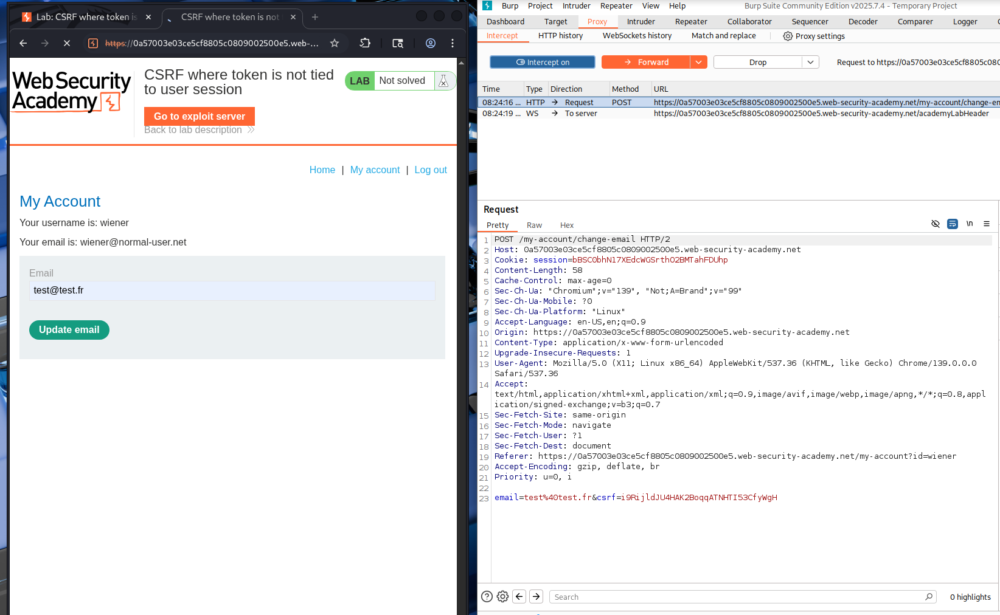 Lab: CSRF where token is
CSRF where token is not
https://0a57003e03ce5cf8805c0809002500e5.web-...
WebSecurity
Academy
CSRF where token is not tied
to user session
LAB Not solved
Go to exploit server
Back to lab description
Home | My account | Log out
My Account
Your username is: wiener
Your email is: wiener@normal-user.net
Email
test@test.fr
Update email
Burp Project Intruder Repeater View Help Burp Suite Community Edition v2025.7.4 - Temporary Project
Dashboard Target Proxy Intruder Repeater Collaborator Sequencer Decoder Comparer Logger
Intercept HTTP history WebSockets history Match and replace Proxy settings
Intercept on Forward Drop Request to https://0a57003e03ce5cf8805c080
Time Type Direction Method URL
08:24:16 ... HTTP → Request POST https://0a57003e03ce5cf8805c0809002500e5.web-security-academy.net/my-account/change-en
08:24:19 ... WS → To server https://0a57003e03ce5cf8805c0809002500e5.web-security-academy.net/academyLabHeader
Request
Pretty Raw Hex \n
1 POST /my-account/change-email HTTP/2
2 Host: 0a57003e03ce5cf8805c0809002500e5.web-security-academy.net
3 Cookie: session=bBSC0bhN17XEdcWGSrthO2BMTahFDUhp
4 Content-Length: 58
5 Cache-Control: max-age=0
6 Sec-Ch-Ua: "Chromium";v="139", "Not;A=Brand";v="99"
7 Sec-Ch-Ua-Mobile: ?0
8 Sec-Ch-Ua-Platform: "Linux"
9 Accept-Language: en-US,en;q=0.9
10 Origin: https://0a57003e03ce5cf8805c0809002500e5.web-security-academy.net
11 Content-Type: application/x-www-form-urlencoded
12 Upgrade-Insecure-Requests: 1
13 User-Agent: Mozilla/5.0 (X11; Linux x86_64) AppleWebKit/537.36 (KHTML, like Gecko) Chrome/139.0.0.0
Safari/537.36
14 Accept:
text/html,application/xhtml+xml,application/xml;q=0.9,image/avif,image/webp,image/apng,*/*;q=0.8,appl
ication/signed-exchange;v=b3;q=0.7
15 Sec-Fetch-Site: same-origin
16 Sec-Fetch-Mode: navigate
17 Sec-Fetch-User: ?1
18 Sec-Fetch-Dest: document
19 Referer: https://0a57003e03ce5cf8805c0809002500e5.web-security-academy.net/my-account?id=wiener
20 Accept-Encoding: gzip, deflate, br
21 Priority: u=0, i
22
23 email=test%40test.fr&csrf=i9RijldJU4HAK2BoqqATNHTI53CfyWgH
Search 0 highlights